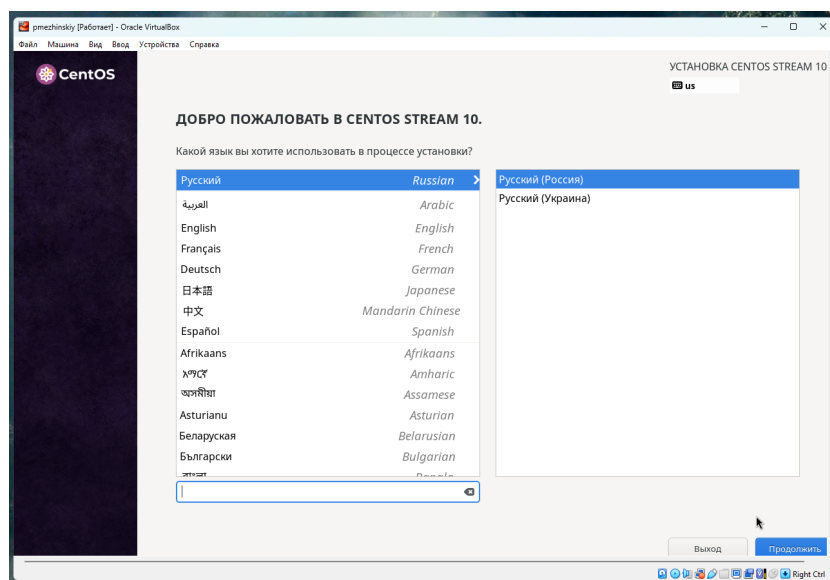 pmezhinskiy [Работает] - Oracle VirtualBox
Файл Машина Вид Ввод Устройства Справка
CentOS
УСТАНОВКА CENTOS STREAM 10
us
ДОБРО ПОЖАЛОВАТЬ В CENTOS STREAM 10.
Какой язык вы хотите использовать в процессе установки?
Русский Russian
العربية Arabic
English English
Français French
Deutsch German
日本語 Japanese
中文 Mandarin Chinese
Español Spanish
Afrikaans Afrikaans
አማርኛ Amharic
অসমীয়া Assamese
Asturianu Asturian
Беларуская Belarusian
Български Bulgarian
বাংলা Bangla
Русский (Россия)
Русский (Украина)
Выход
Продолжить
Right Ctrl